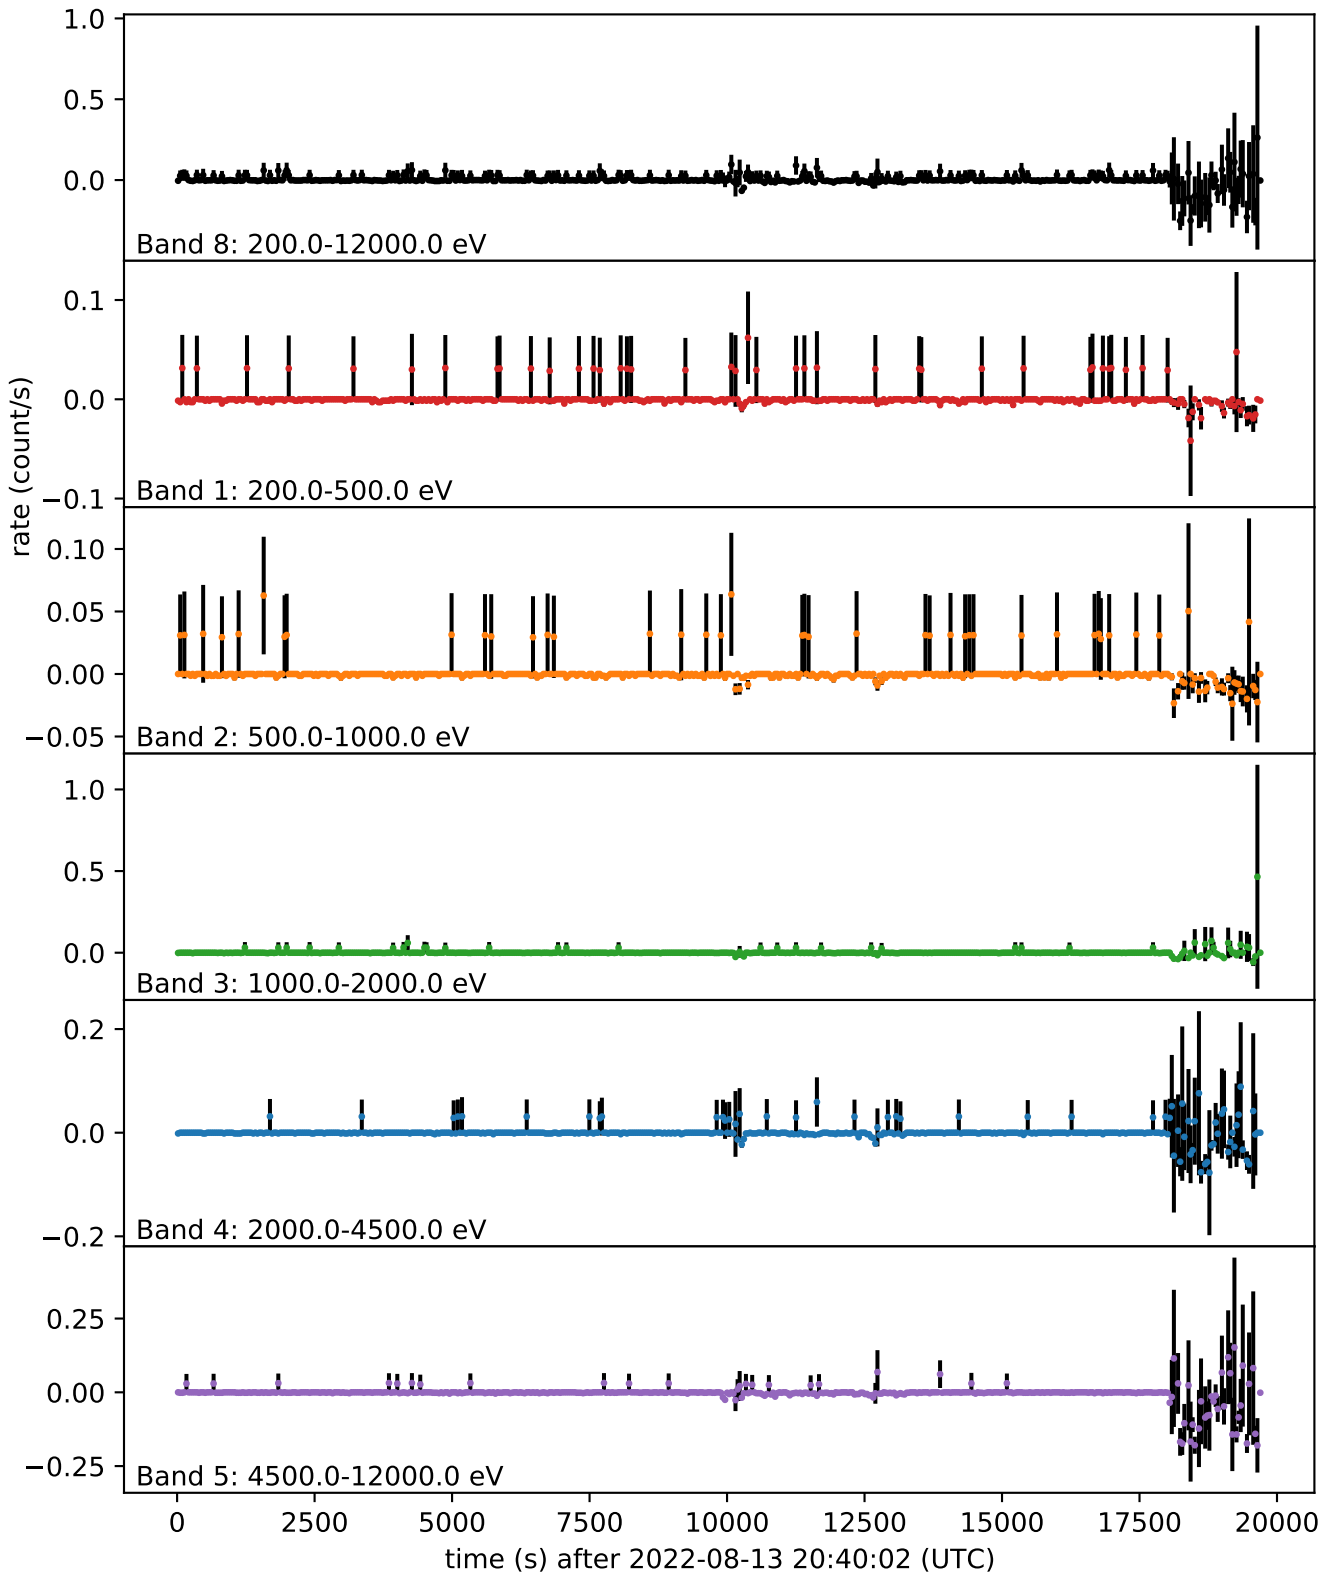 1.0
0.5
0.0
Band 8: 200.0-12000.0 eV
0.1
0.0
−0.1
Band 1: 200.0-500.0 eV
rate (count/s)
0.10
0.05
0.00
−0.05
Band 2: 500.0-1000.0 eV
1.0
0.5
0.0
Band 3: 1000.0-2000.0 eV
0.2
0.0
−0.2
Band 4: 2000.0-4500.0 eV
0.25
0.00
−0.25
Band 5: 4500.0-12000.0 eV
0 2500 5000 7500 10000 12500 15000 17500 20000
time (s) after 2022-08-13 20:40:02 (UTC)